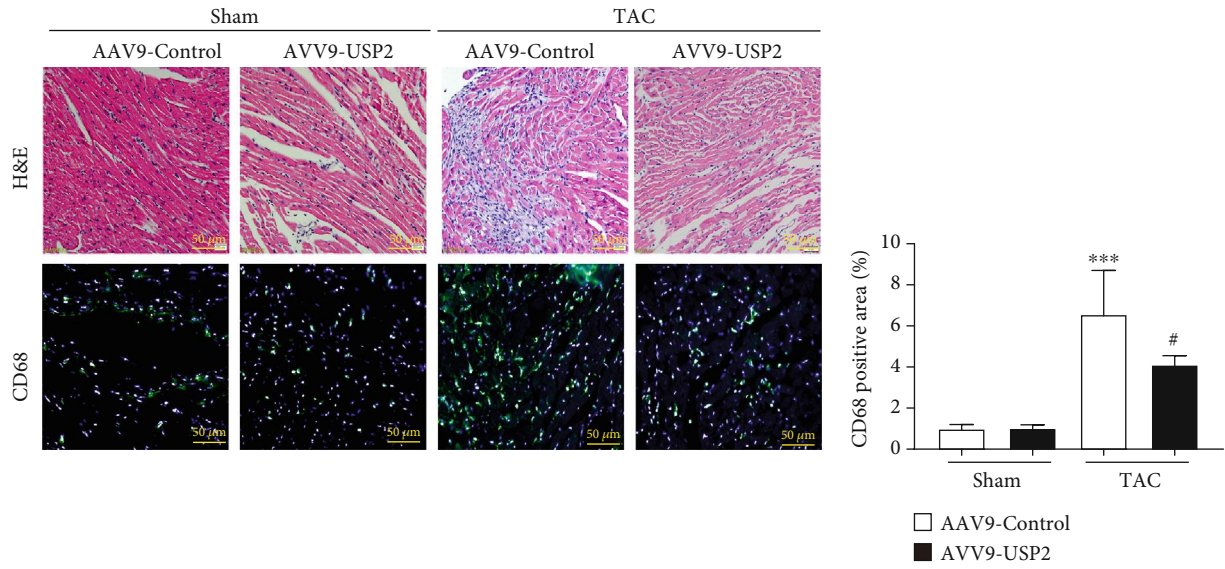 Sham TAC
AAV9-Control AVV9-USP2 AAV9-Control AVV9-USP2
H&E
50 μm 50 μm 50 μm 50 μm
CD68
50 μm 50 μm 50 μm 50 μm
CD68 positive area (%)
10
8
6
4
2
0
***
#
Sham TAC
AAV9-Control
AVV9-USP2